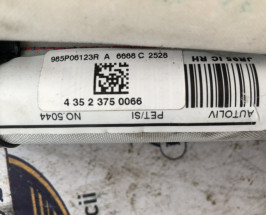 985P06123R A 6666 C 2526
4 35 2 375 0066
AUTOLIV
PET/SI
NO.5044